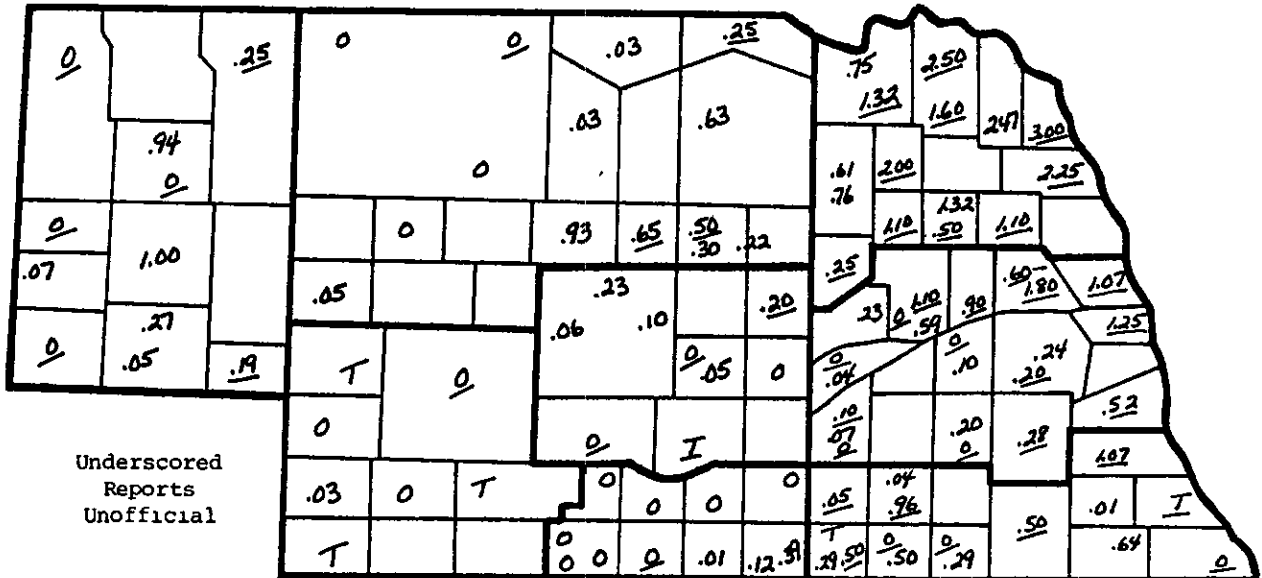 0 .25 0 0 .03 .25
.75 2.50
.94 0 .03 .63 1.32 1.60 2.47 3.00
0 .61 .76 2.00 2.25
0 0 .93 .65 .50 .30 .22 1.10 1.32 .50 1.10
.07 1.00 .25
.05 .23 .06 .10 .20 .23 0 1.10 .59 .90 .60 1.80 1.07
.27 1.25
0 .05 .19 T 0 0 .05 0 0 .04 0 .10 .24 .20
0 0 I .10 .07 0 .20 0 .28 .52
Underscored
Reports
Unofficial
1.07
.03 0 T 0 0 0 0 .05 .04 .96 .50 .01 I
T 0 0 0 0 .01 .12 T .29 .50 0 .50 0 .29 .64 0